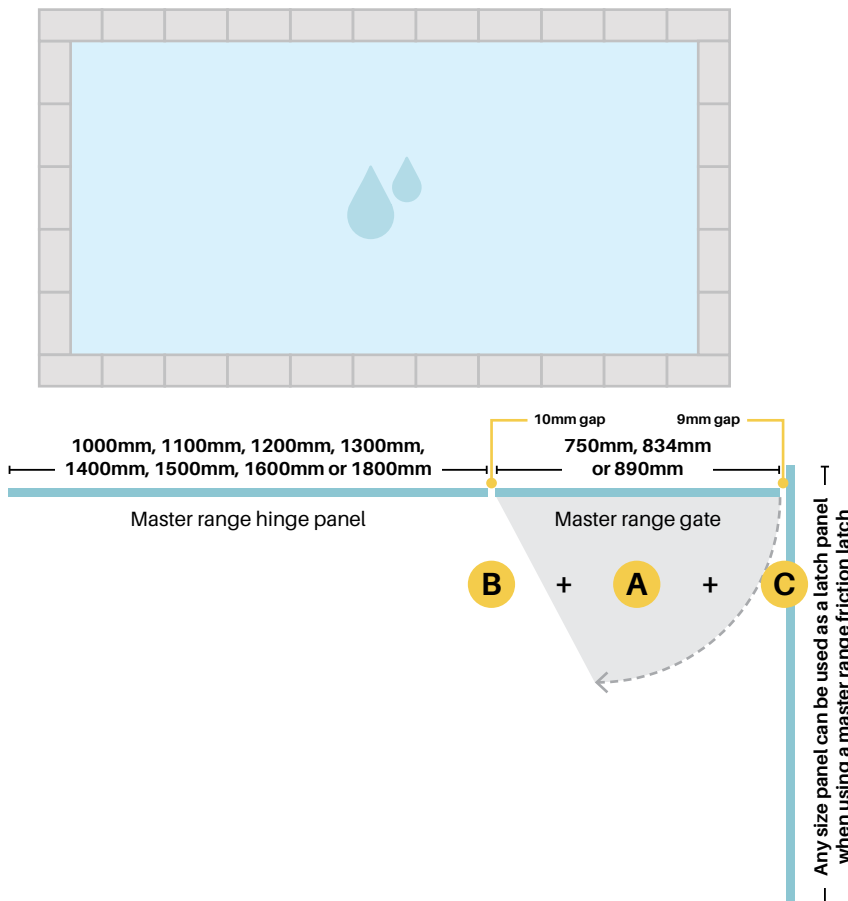 10mm gap
9mm gap
1000mm, 1100mm, 1200mm, 1300mm,
1400mm, 1500mm, 1600mm or 1800mm
750mm, 834mm
or 890mm
Master range hinge panel
Master range gate
B + A + C
Any size panel can be used as a latch panel
when using a master range friction latch